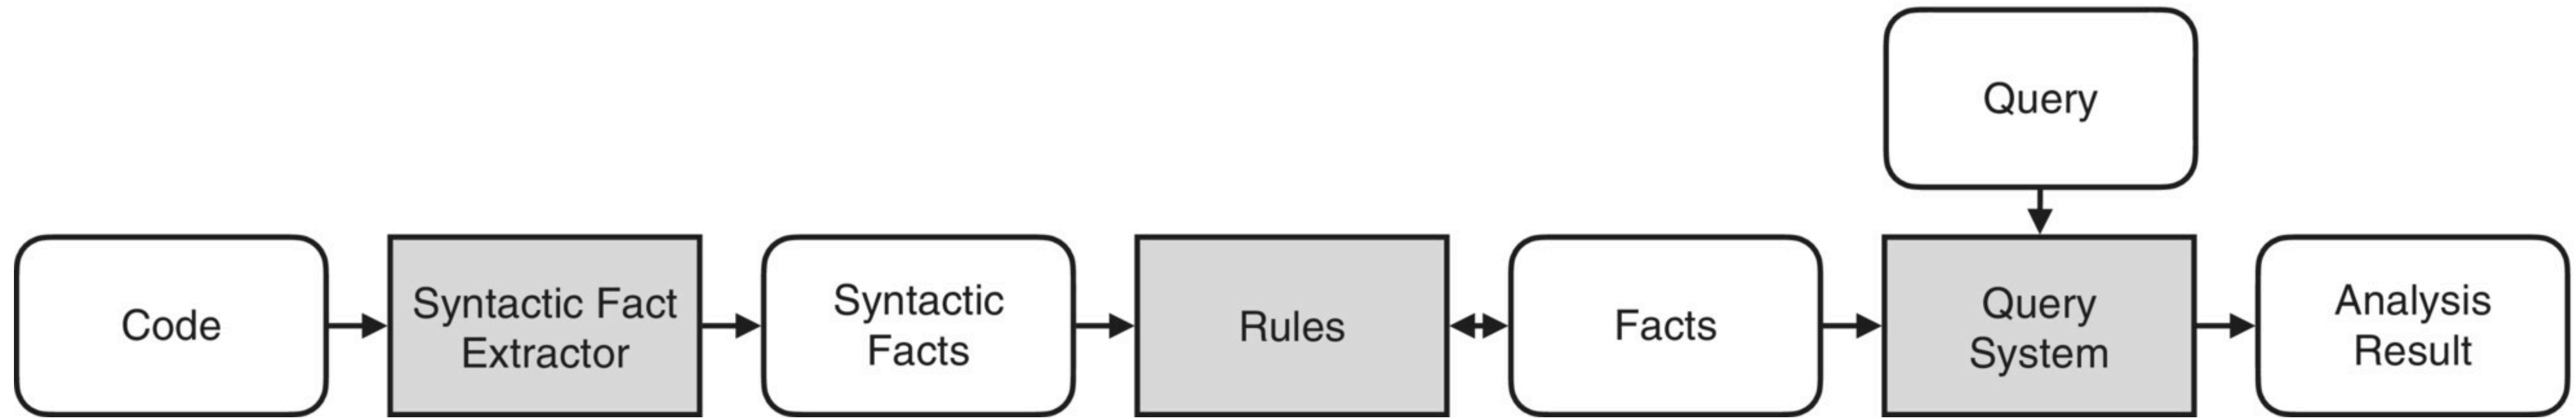 Query
Code
Syntactic Fact
Extractor
Syntactic
Facts
Rules
Facts
Query
System
Analysis
Result